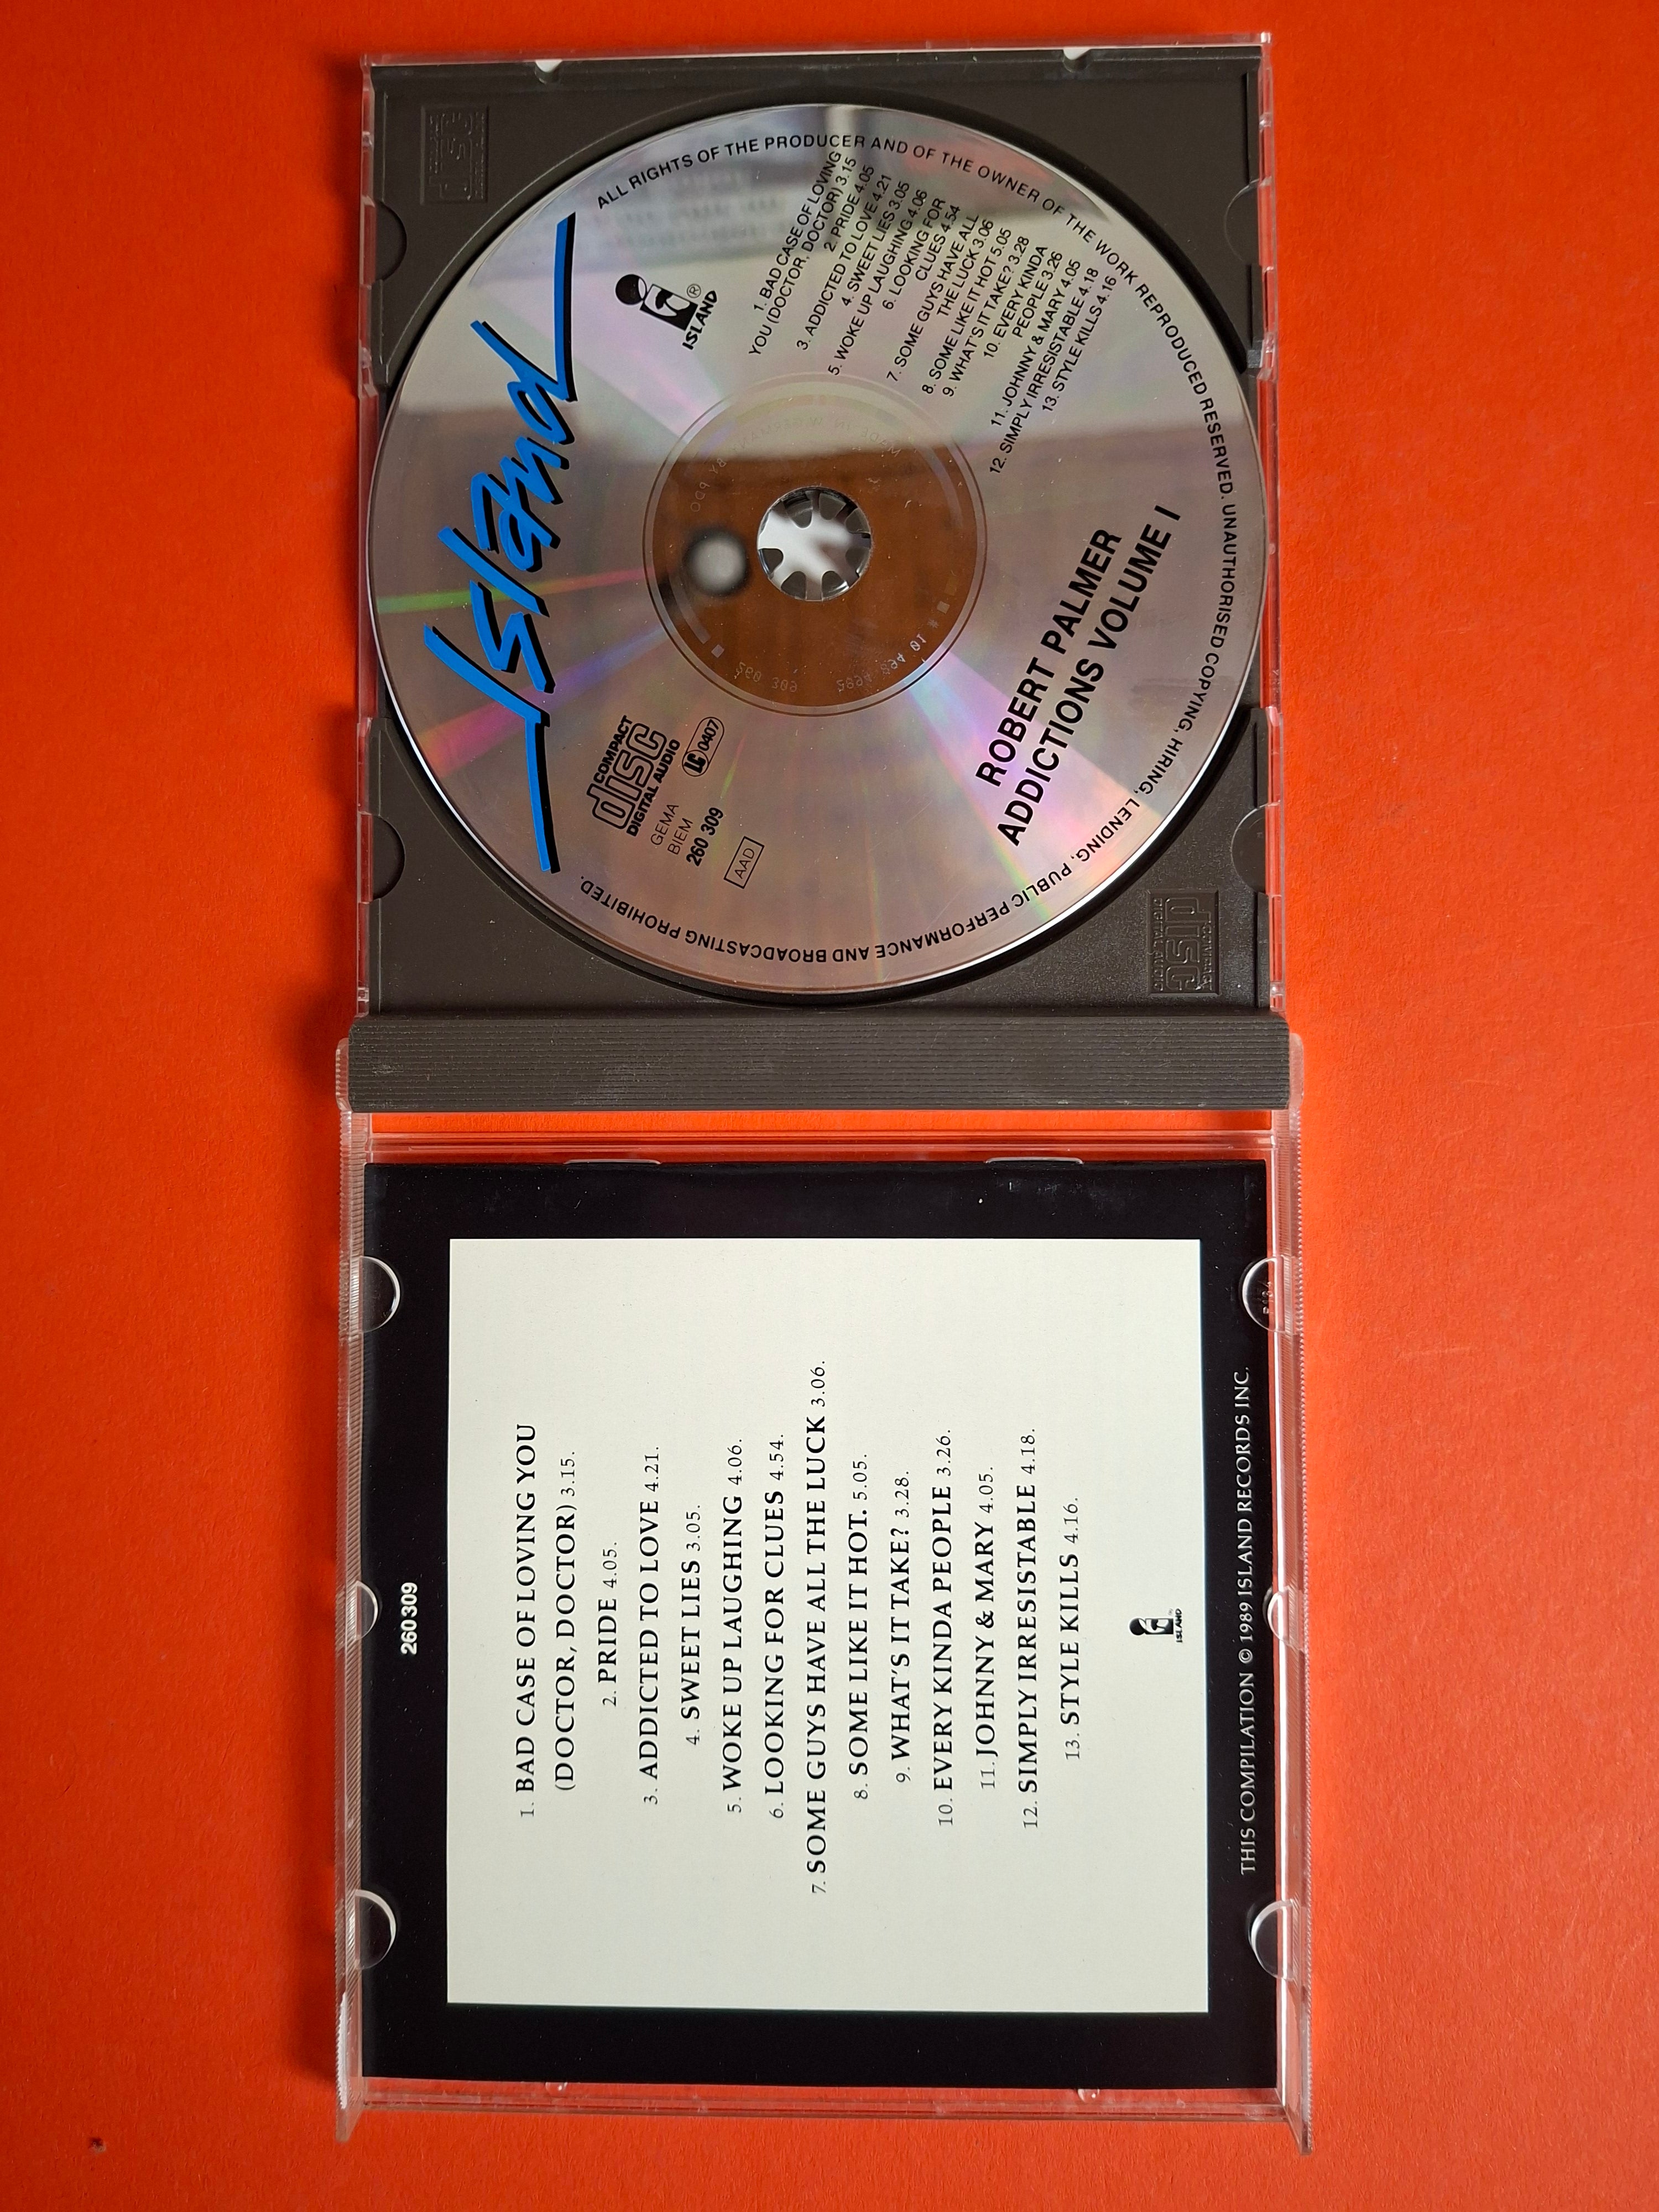 260309
1. BAD CASE OF LOVING YOU
(DOCTOR, DOCTOR) 3.15.
2. PRIDE 4.05.
3. ADDICTED TO LOVE 4.21.
4. SWEET LIES 3.05.
5. WOKE UP LAUGHING 4.06.
6. LOOKING FOR CLUES 4.54.
7. SOME GUYS HAVE ALL THE LUCK 3.06.
8. SOME LIKE IT HOT. 5.05.
9. WHAT'S IT TAKE? 3.28.
10. EVERY KINDA PEOPLE 3.26.
11. JOHNNY & MARY 4.05.
12. SIMPLY IRRESISTABLE 4.18.
13. STYLE KILLS 4.16.
ISLAND
THIS COMPILATION © 1989 ISLAND RECORDS INC.
Island
COMPACT
disc
DIGITAL AUDIO
LC 0407
GEMA
BIEM
260 309
AAD
ISLAND®
1. BAD CASE OF LOVING
YOU (DOCTOR, DOCTOR) 3.15
2. PRIDE 4.05
3. ADDICTED TO LOVE 4.21
4. SWEET LIES 3.05
5. WOKE UP LAUGHING 4.06
6. LOOKING FOR
CLUES 4.54
7. SOME GUYS HAVE ALL
THE LUCK 3.06
8. SOME LIKE IT HOT 5.05
9. WHAT'S IT TAKE? 3.28
10. EVERY KINDA
PEOPLE 3.26
11. JOHNNY & MARY 4.05
12. SIMPLY IRRESISTABLE 4.18
13. STYLE KILLS 4.16
ROBERT PALMER
ADDICTIONS VOLUME I
ALL RIGHTS OF THE PRODUCER AND OF THE OWNER OF THE WORK REPRODUCED RESERVED. UNAUTHORISED COPYING, HIRING, LENDING, PUBLIC PERFORMANCE AND BROADCASTING PROHIBITED.
COMPACT
disc
DIGITAL AUDIO